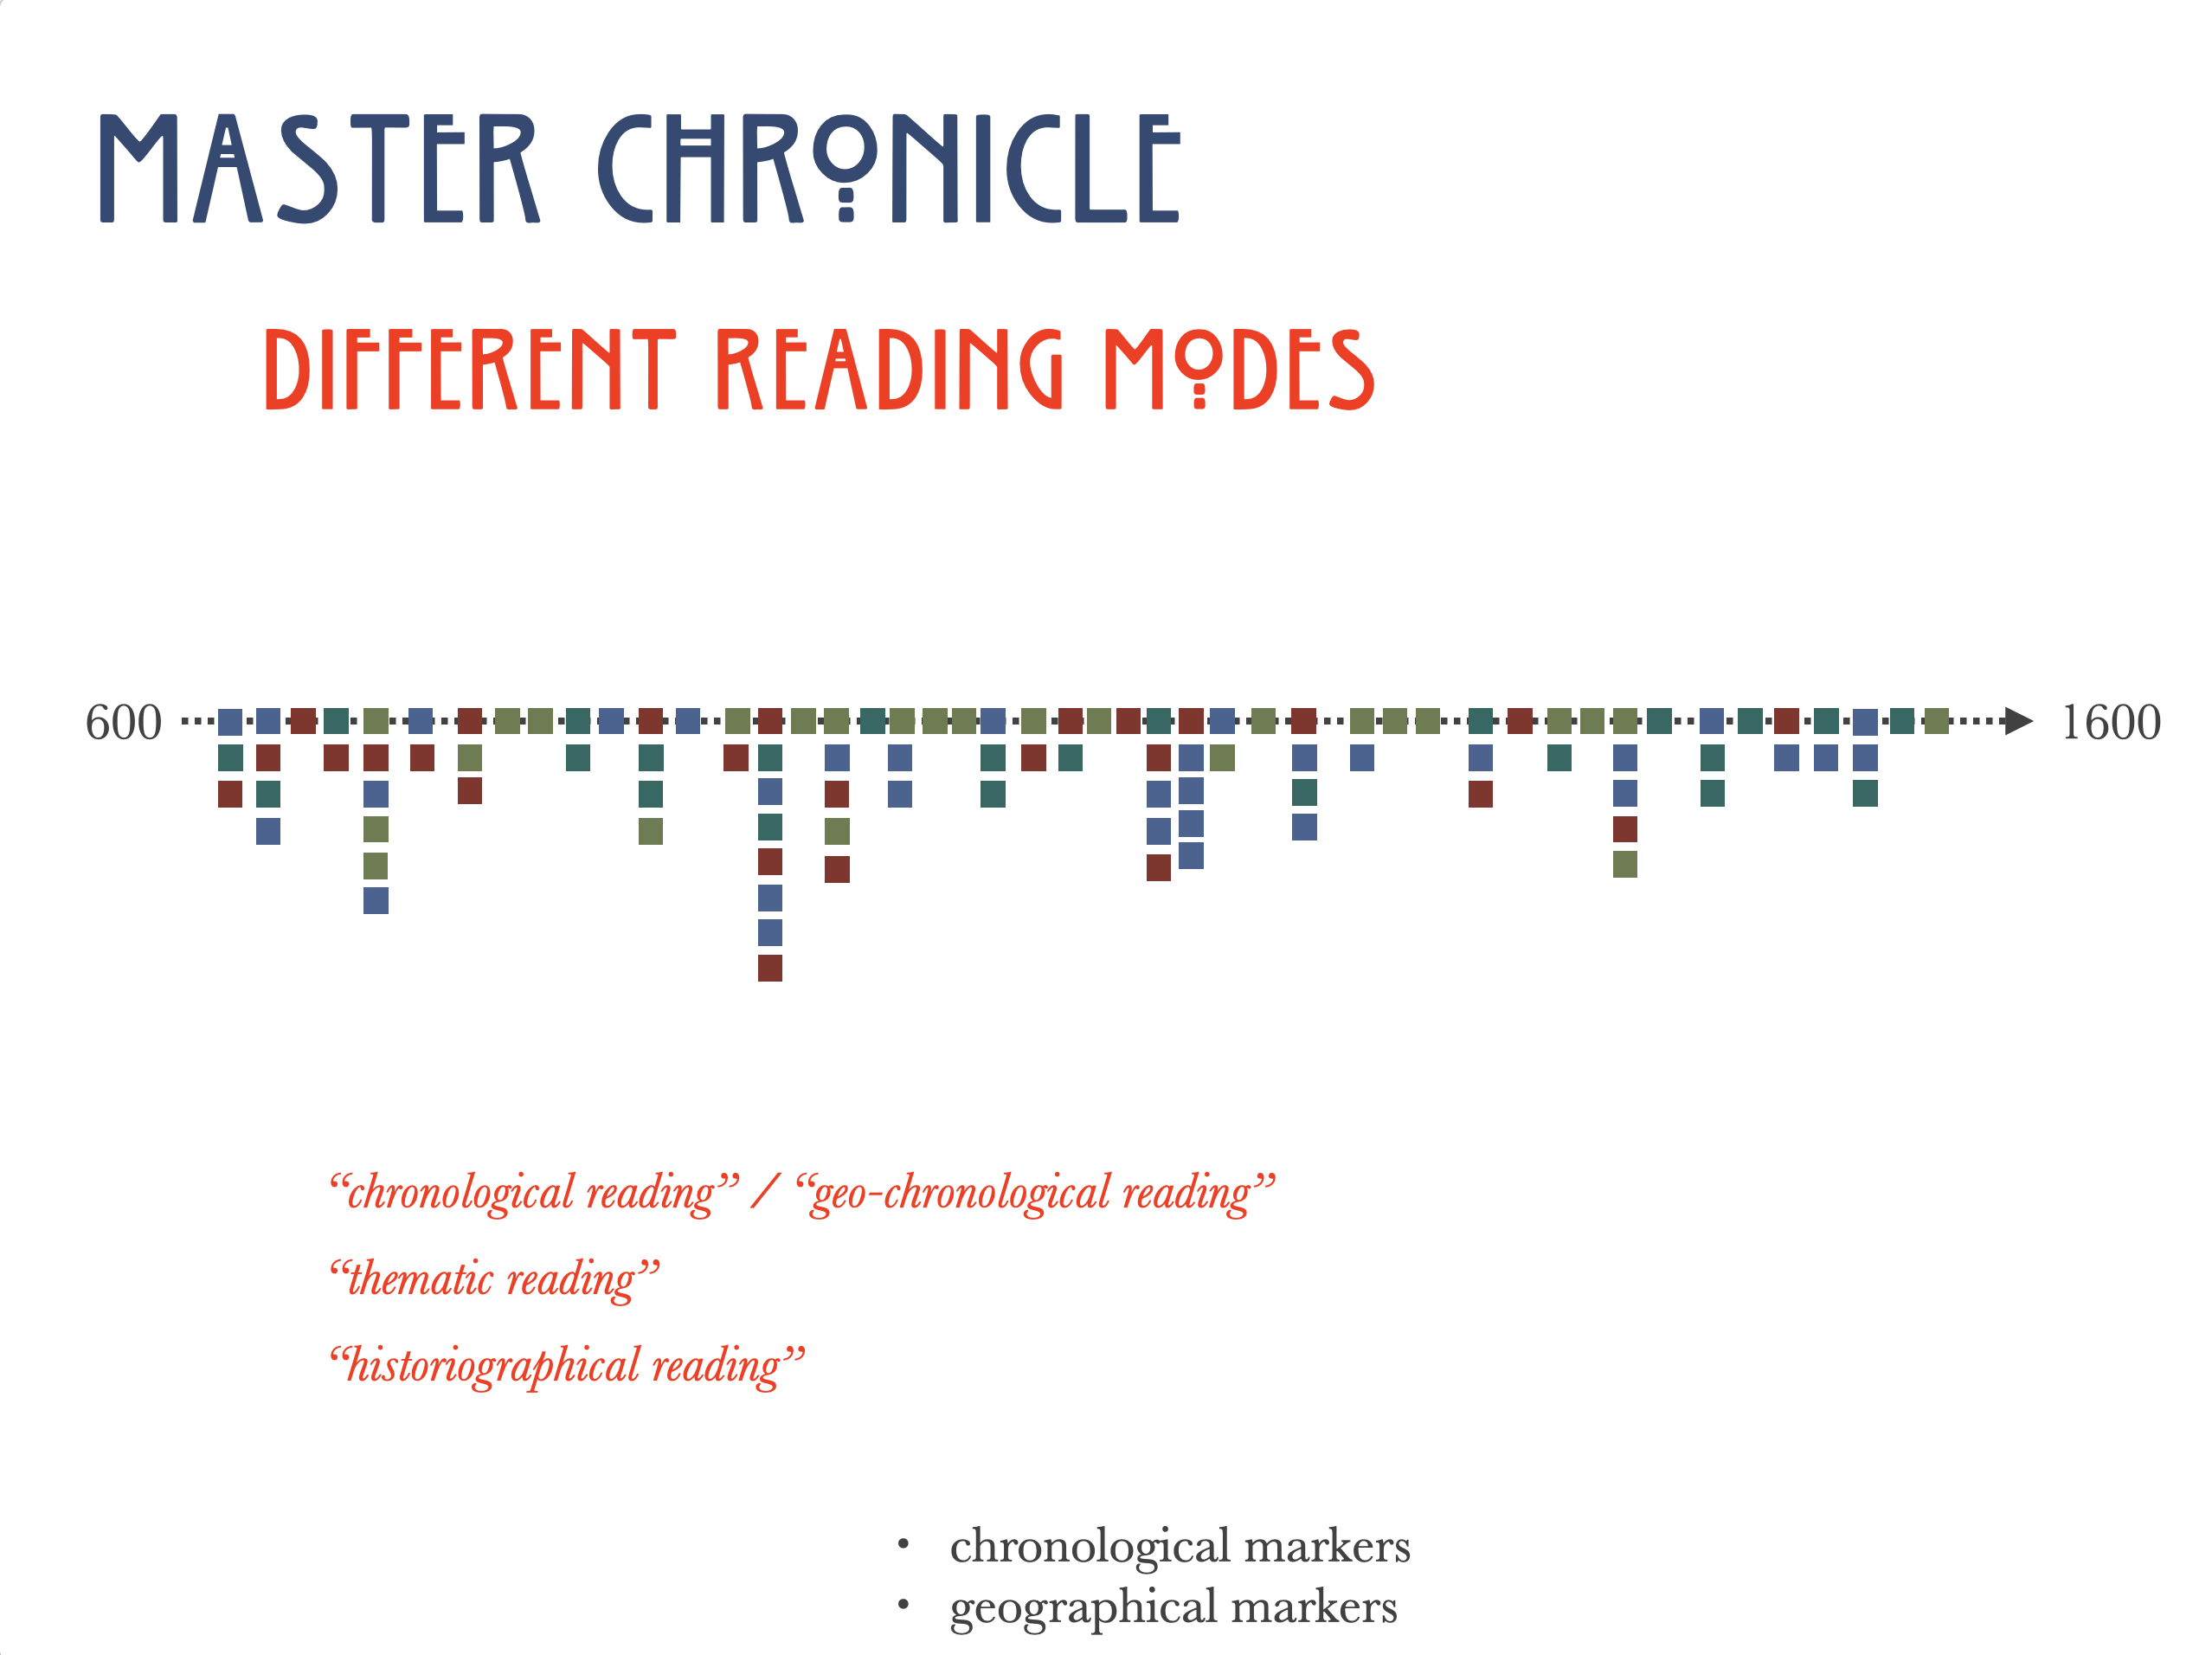 MASTER CHRONICLE
DIFFERENT READING MODES
600
1600
“chronological reading” / “geo-chronological reading”
“thematic reading”
“historiographical reading”
• chronological markers
• geographical markers